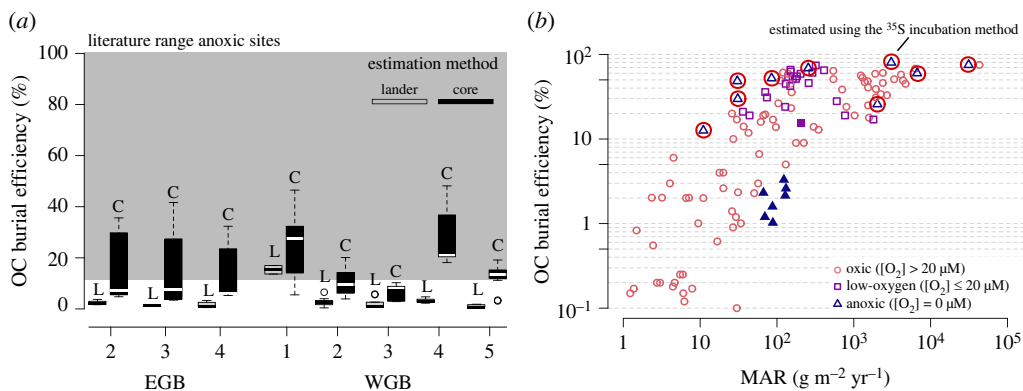 (a)
literature range anoxic sites
estimation method
lander core
OC burial efficiency (%)
100
80
60
40
20
0
L C L C L C L C L C L C L C L C
2 3 4 1 2 3 4 5
EGB WGB
(b)
estimated using the ³⁵S incubation method
OC burial efficiency (%)
10²
10
1
10⁻¹
oxic ([O₂] > 20 µM)
low-oxygen ([O₂] ≤ 20 µM)
anoxic ([O₂] = 0 µM)
1 10 10² 10³ 10⁴ 10⁵
MAR (g m⁻² yr⁻¹)